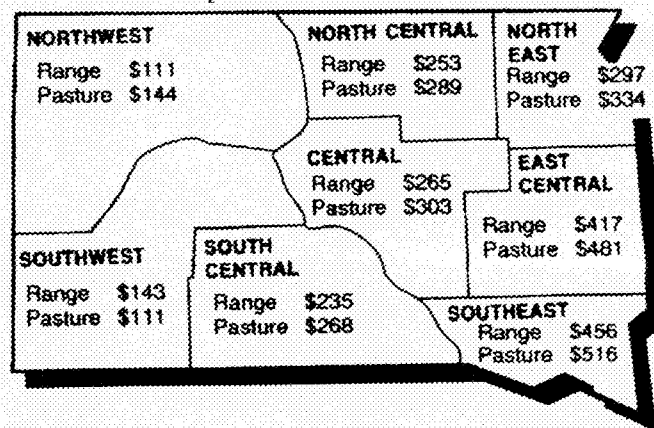 NORTHWEST
Range $111
Pasture $144
NORTH CENTRAL
Range $253
Pasture $289
NORTH
EAST
Range $297
Pasture $334
CENTRAL
Range $265
Pasture $303
EAST
CENTRAL
Range $417
Pasture $481
SOUTHWEST
Range $143
Pasture $111
SOUTH
CENTRAL
Range $235
Pasture $268
SOUTHEAST
Range $456
Pasture $516